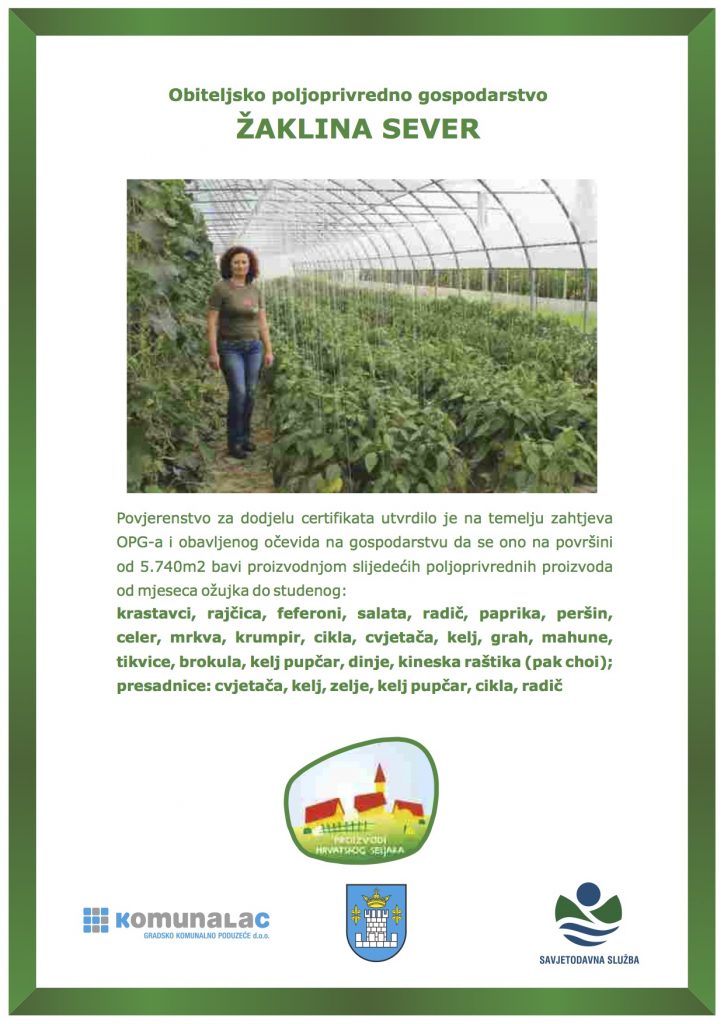 Obiteljsko poljoprivredno gospodarstvo
ŽAKLINA SEVER
Povjerenstvo za dodjelu certifikata utvrdilo je na temelju zahtjeva
OPG-a i obavljenog očevida na gospodarstvu da se ono na površini
od 5.740m2 bavi proizvodnjom slijedećih poljoprivrednih proizvoda
od mjeseca ožujka do studenog:
krastavci, rajčica, feferoni, salata, radič, paprika, peršin,
celer, mrkva, krumpir, cikla, cvjetača, kelj, grah, mahune,
tikvice, brokula, kelj pupčar, dinje, kineska raštika (pak choi);
presadnice: cvjetača, kelj, zelje, kelj pupčar, cikla, radič
PROIZVODI
HRVATSKOG SELJAKA
KOMUNALAC
GRADSKO KOMUNALNO PODUZEĆE d.o.o.
SAVJETODAVNA SLUŽBA